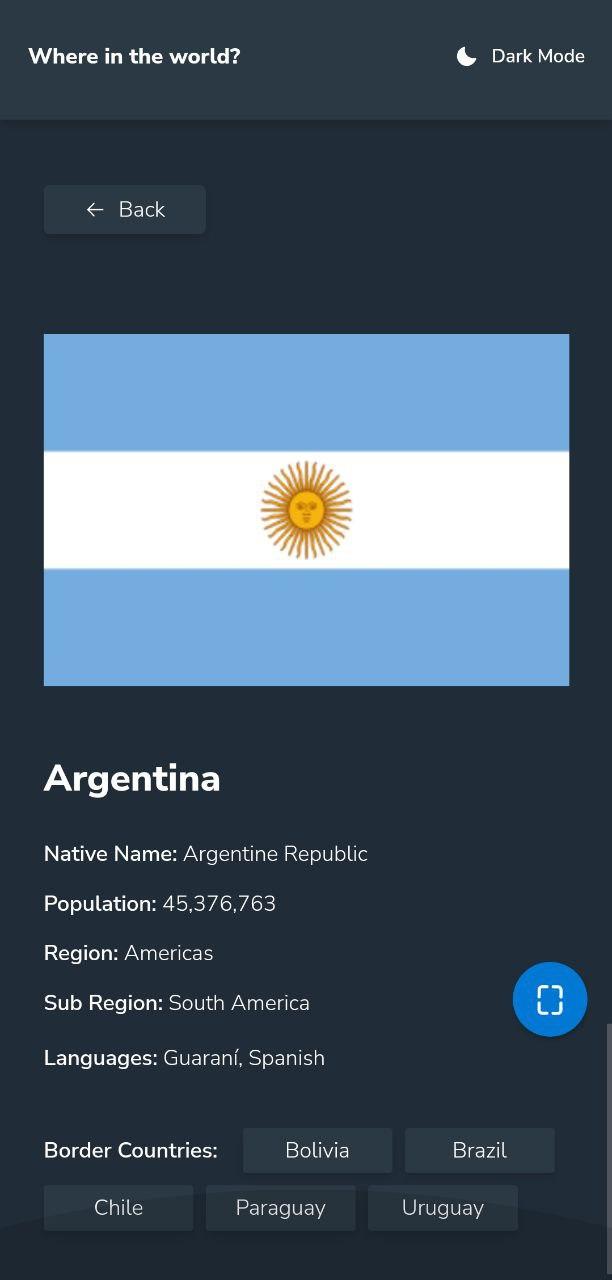 Where in the world?
Dark Mode
Back
Argentina
Native Name: Argentine Republic
Population: 45,376,763
Region: Americas
Sub Region: South America
Languages: Guaraní, Spanish
Border Countries: Bolivia Brazil
Chile Paraguay Uruguay